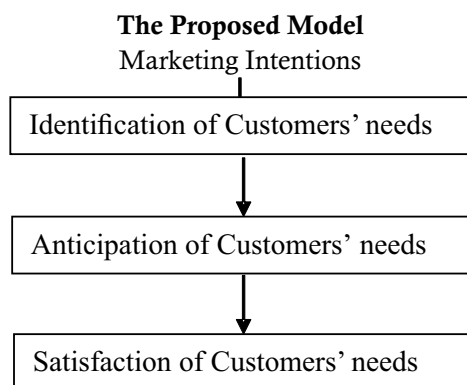 The Proposed Model
Marketing Intentions
Identification of Customers’ needs
Anticipation of Customers’ needs
Satisfaction of Customers’ needs